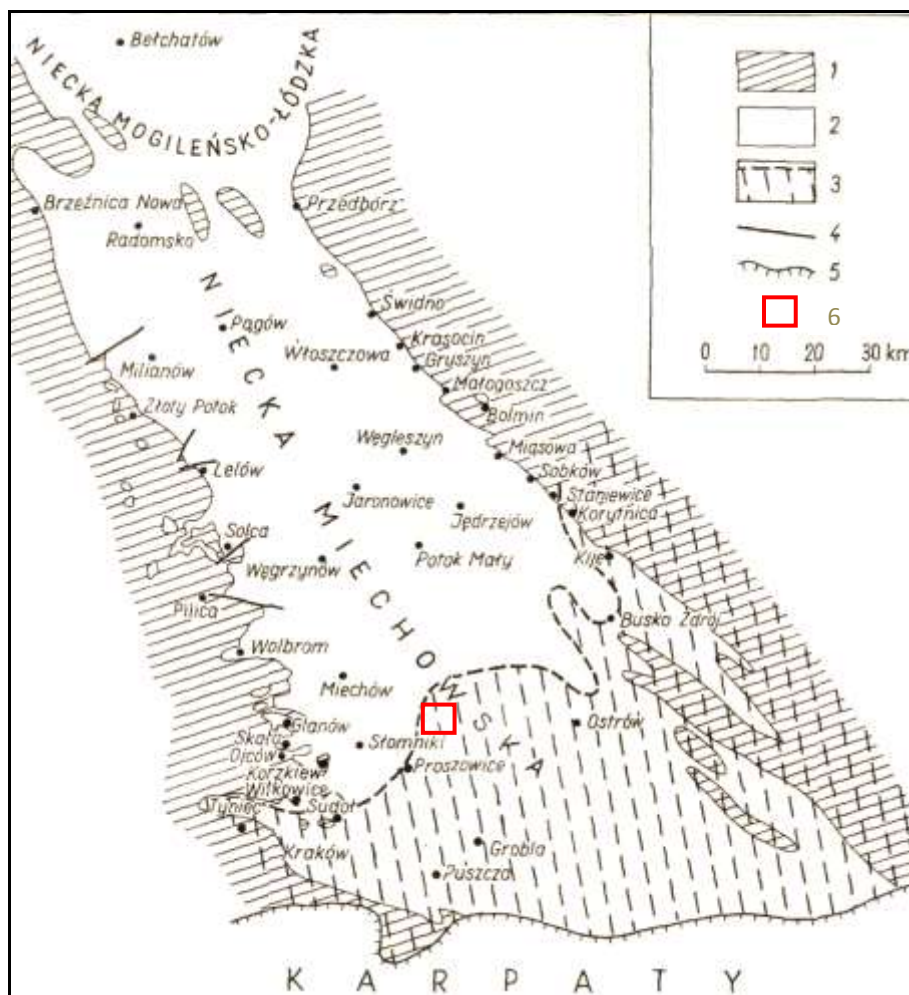 Bełchatów
NIECKA MOGILEŃSKO-ŁÓDZKA
Brzeźnica Nowa
Radomsko
Przedbórz
NIECKA MIECHOWSKA
Świdno
Pągów
Krasocin
Włoszczowa
Gruszyn
Milianów
Małogoszcz
Bolmin
Złoty Potok
Węgleszyn
Miąsowa
Lelów
Sobków
Jaronowice
Staniewice
Jędrzejów
Korytnica
Solca
Węgrzynów
Potok Mały
Kije
Pilica
Busko Zdrój
Wolbrom
Miechów
Glanów
Ostrów
Skała
Słomniki
Ojców
Korzkiew
Proszowice
Witkowice
Tyniec
Sudoł
Kraków
Grobla
Puszcza
KARPATY
1
2
3
4
5
6
0 10 20 30 km